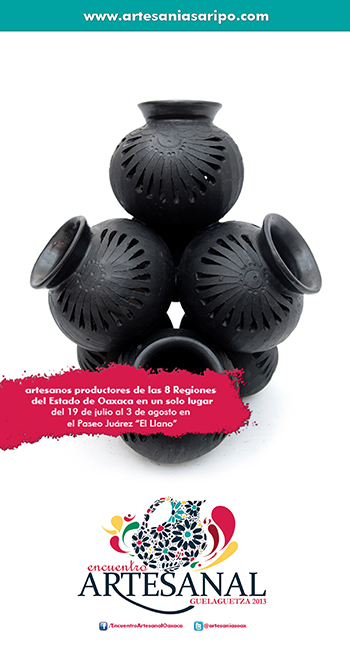 www.artesaniasaripo.com
artesanos productores de las 8 Regiones
del Estado de Oaxaca en un solo lugar
del 19 de julio al 3 de agosto en
el Paseo Juárez "El Llano"
encuentro
ARTESANAL
GUELAGUETZA 2013
/EncuentroArtesanalOaxaca @artesaniasoax